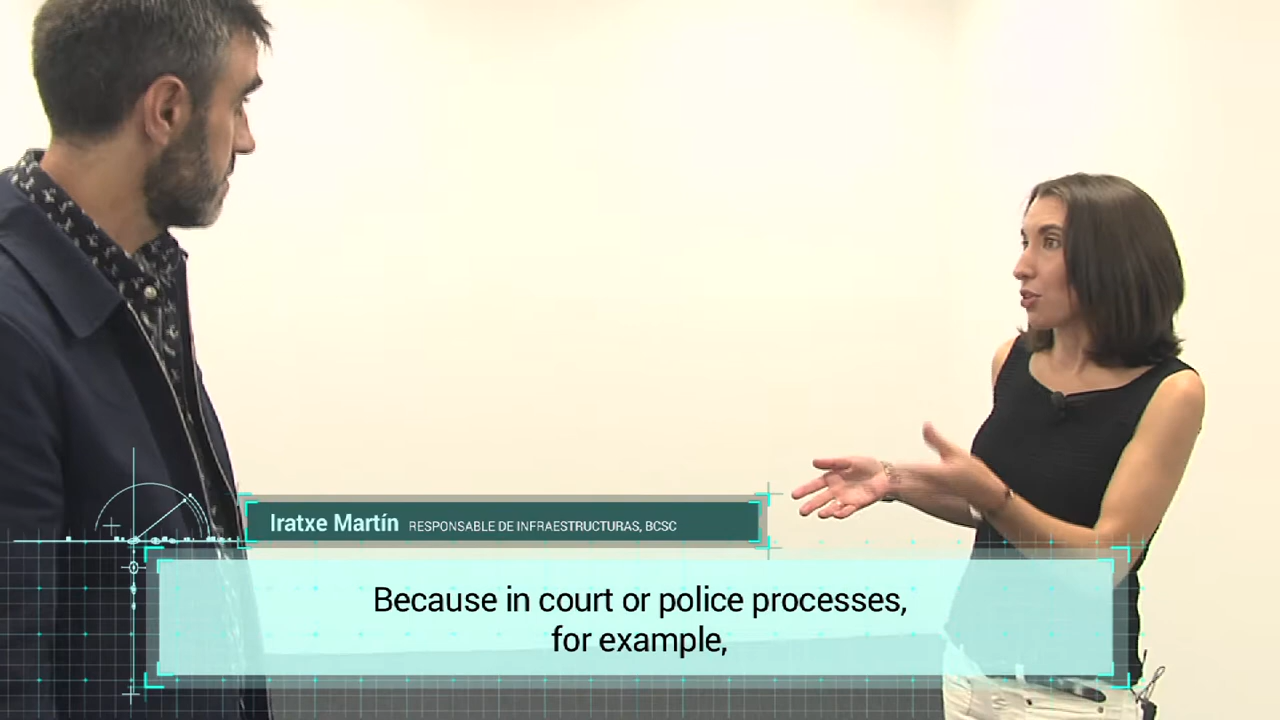 Iratxe Martín RESPONSABLE DE INFRAESTRUCTURAS, BCSC
Because in court or police processes,
for example,